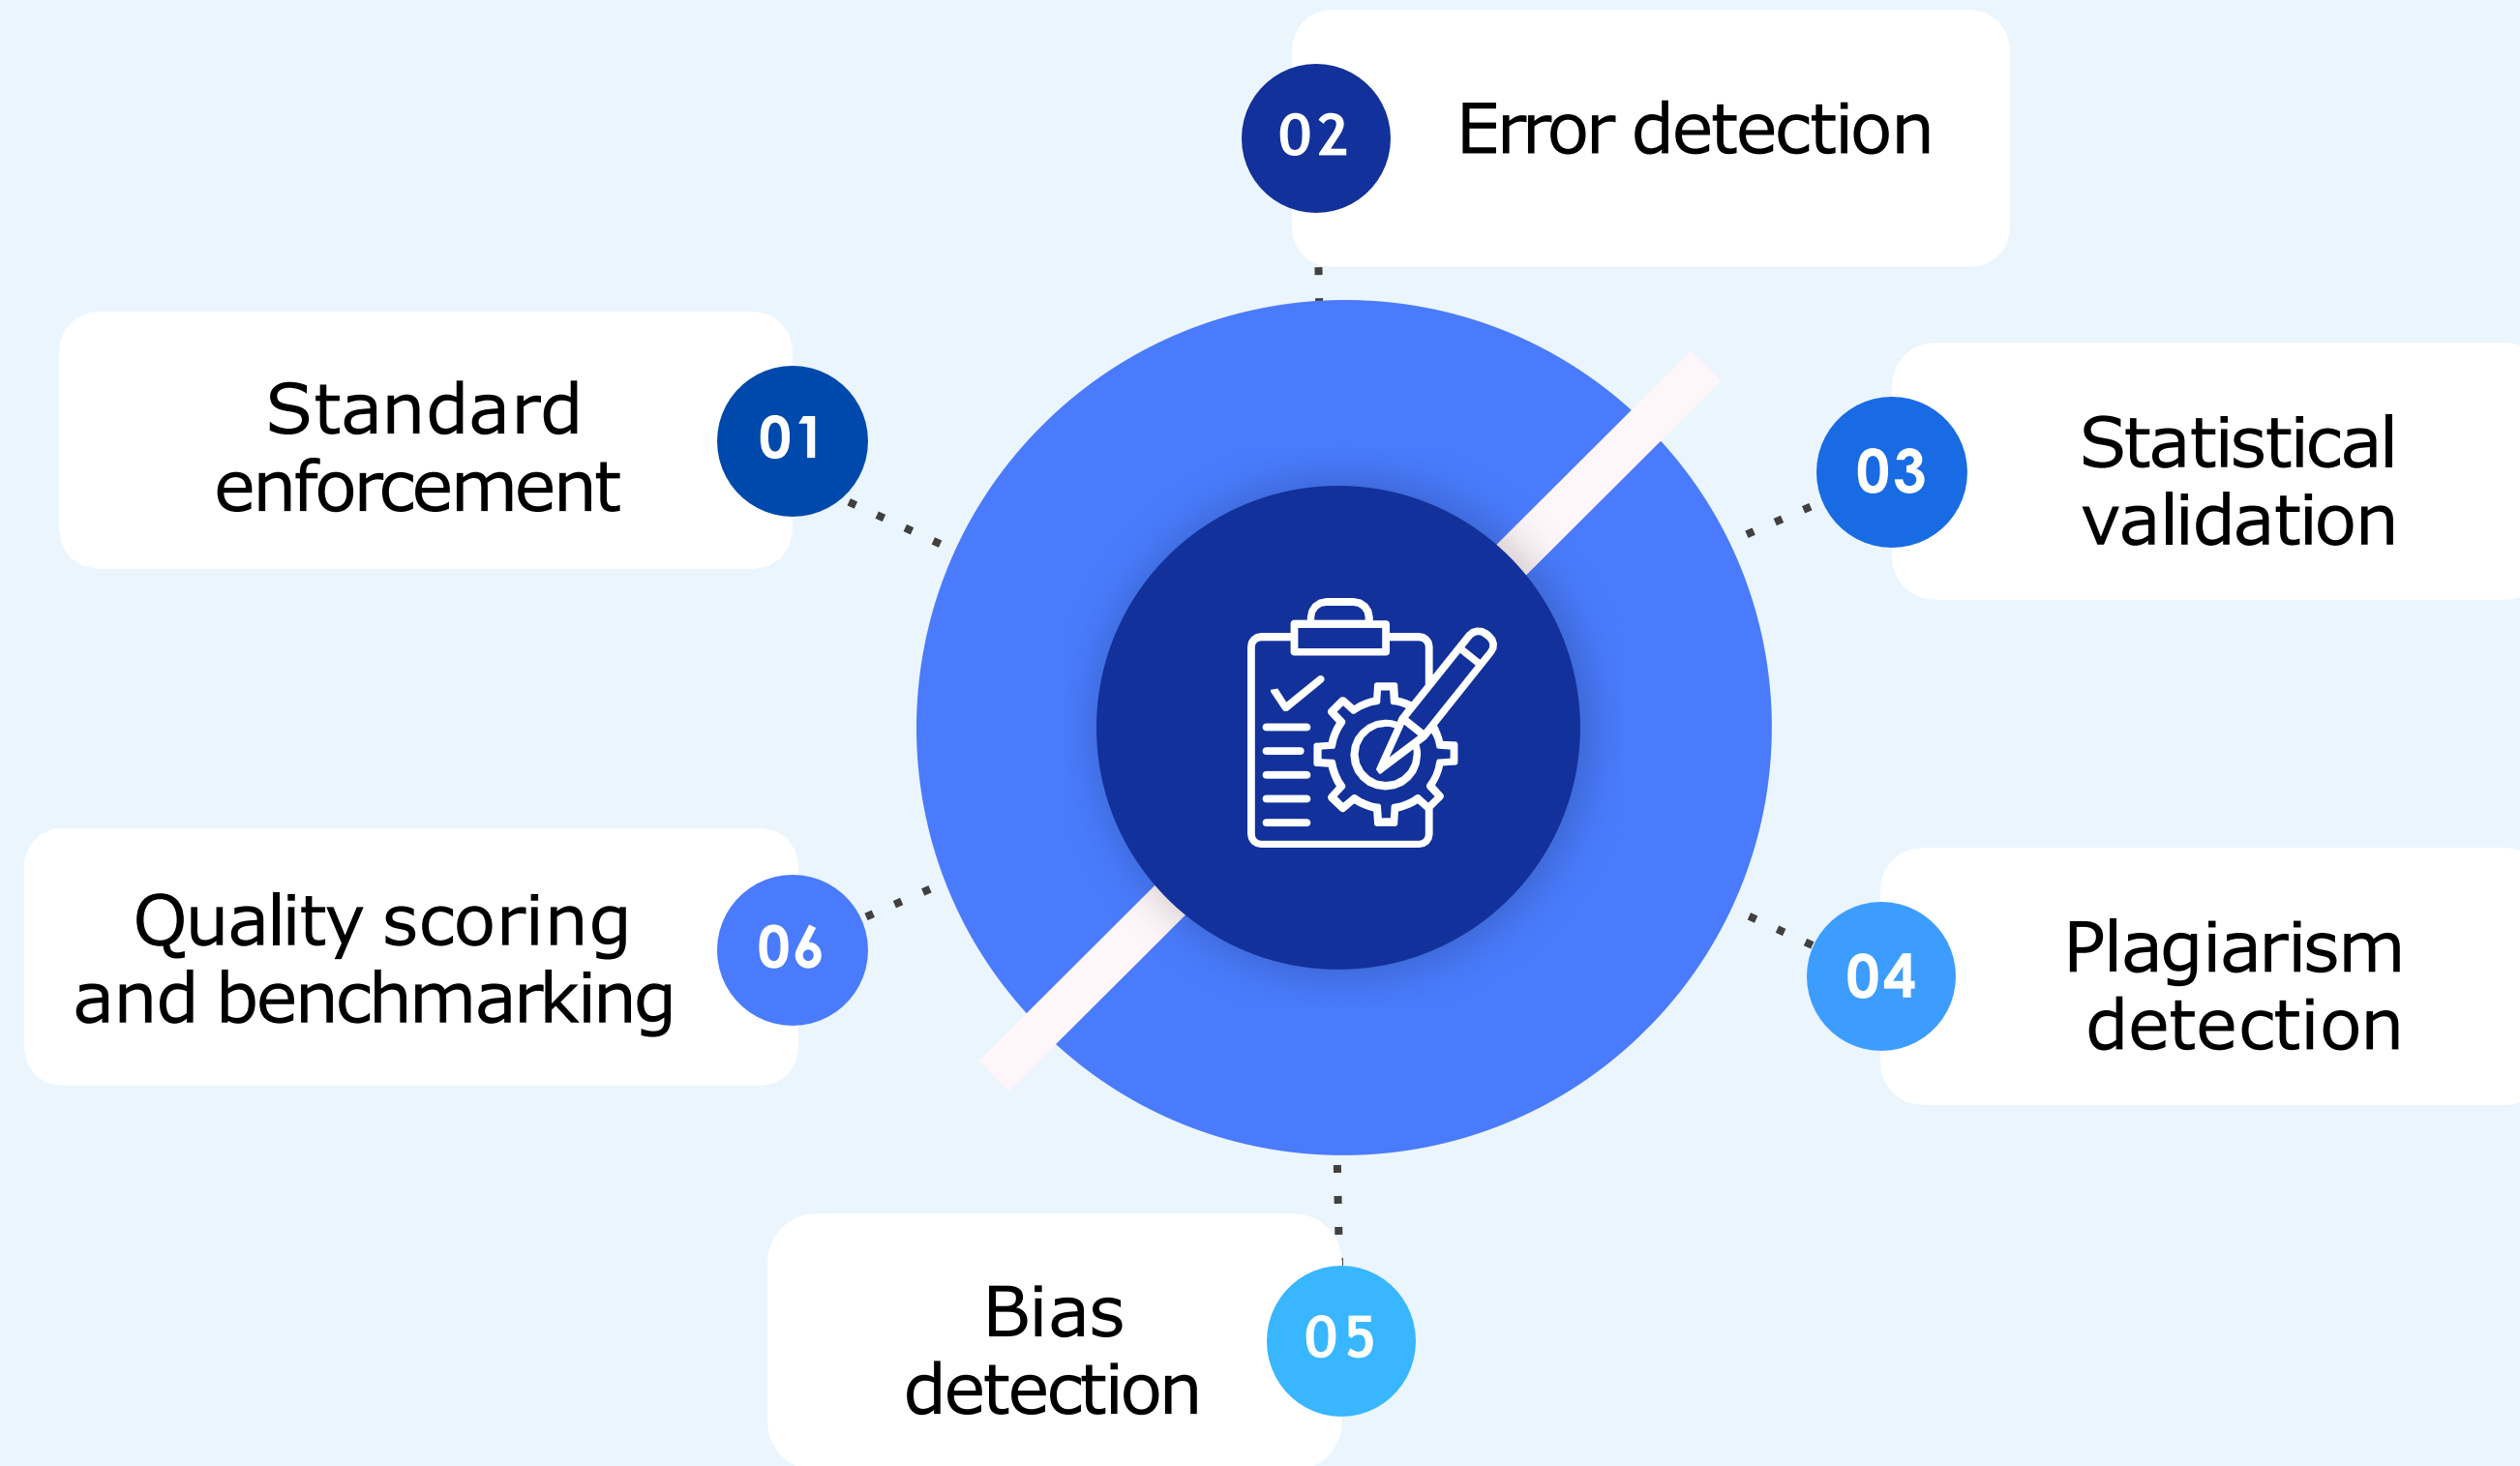 01
Standard
enforcement
02
Error detection
03
Statistical
validation
04
Plagiarism
detection
05
Bias
detection
06
Quality scoring
and benchmarking